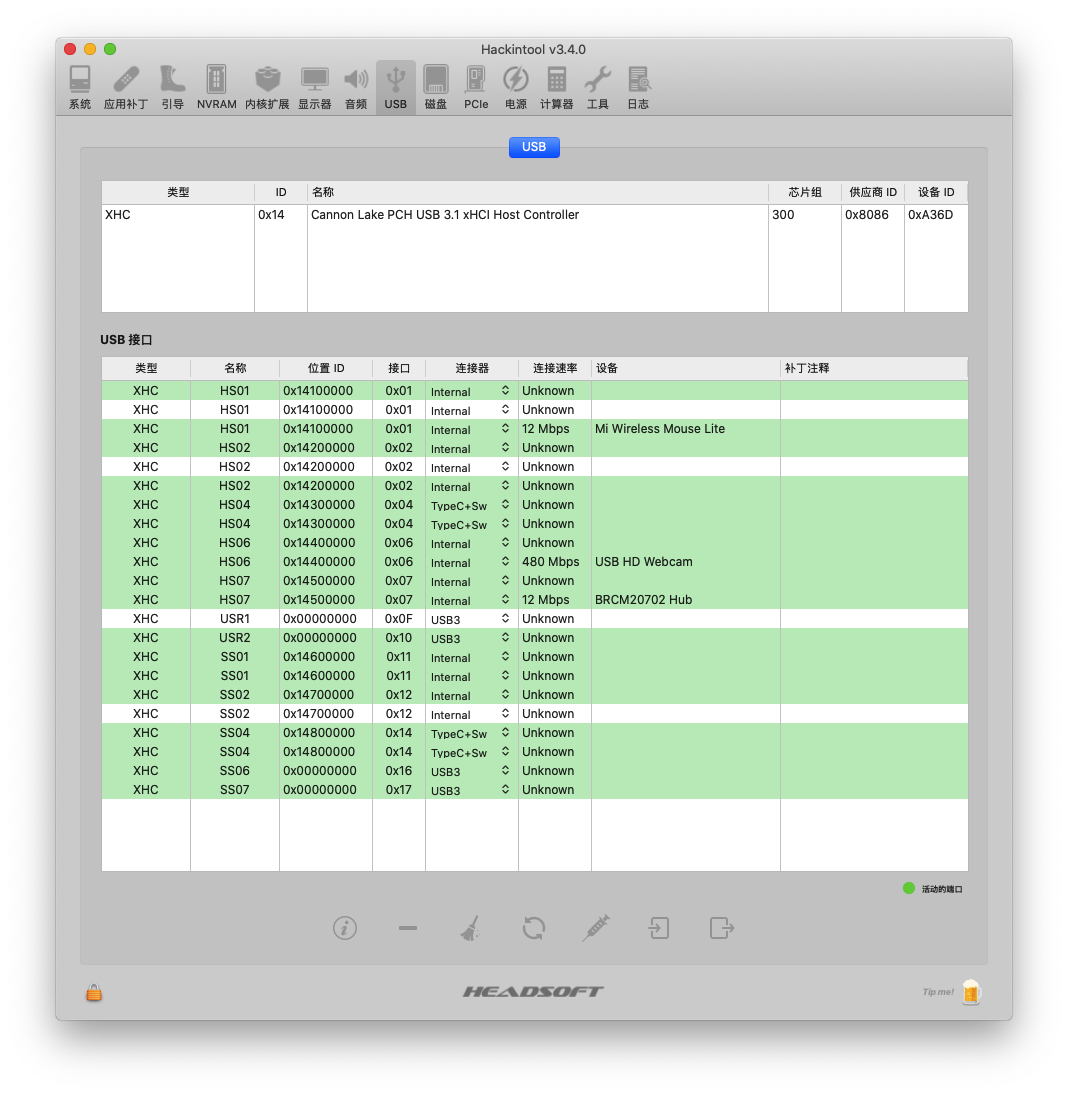 Hackintool v3.4.0
系统 应用补丁 引导 NVRAM 内核扩展 显示器 音频 USB 磁盘 PCIe 电源 计算器 工具 日志
USB
类型 ID 名称 芯片组 供应商 ID 设备 ID
XHC 0x14 Cannon Lake PCH USB 3.1 xHCI Host Controller 300 0x8086 0xA36D
USB 接口
类型 名称 位置 ID 接口 连接器 连接速率 设备 补丁注释
XHC HS01 0x14100000 0x01 Internal Unknown
XHC HS01 0x14100000 0x01 Internal Unknown
XHC HS01 0x14100000 0x01 Internal 12 Mbps Mi Wireless Mouse Lite
XHC HS02 0x14200000 0x02 Internal Unknown
XHC HS02 0x14200000 0x02 Internal Unknown
XHC HS02 0x14200000 0x02 Internal Unknown
XHC HS04 0x14300000 0x04 TypeC+Sw Unknown
XHC HS04 0x14300000 0x04 TypeC+Sw Unknown
XHC HS06 0x14400000 0x06 Internal Unknown
XHC HS06 0x14400000 0x06 Internal 480 Mbps USB HD Webcam
XHC HS07 0x14500000 0x07 Internal Unknown
XHC HS07 0x14500000 0x07 Internal 12 Mbps BRCM20702 Hub
XHC USR1 0x00000000 0x0F USB3 Unknown
XHC USR2 0x00000000 0x10 USB3 Unknown
XHC SS01 0x14600000 0x11 Internal Unknown
XHC SS01 0x14600000 0x11 Internal Unknown
XHC SS02 0x14700000 0x12 Internal Unknown
XHC SS02 0x14700000 0x12 Internal Unknown
XHC SS04 0x14800000 0x14 TypeC+Sw Unknown
XHC SS04 0x14800000 0x14 TypeC+Sw Unknown
XHC SS06 0x00000000 0x16 USB3 Unknown
XHC SS07 0x00000000 0x17 USB3 Unknown
活动的端口
HEADSOFT
Tip me!